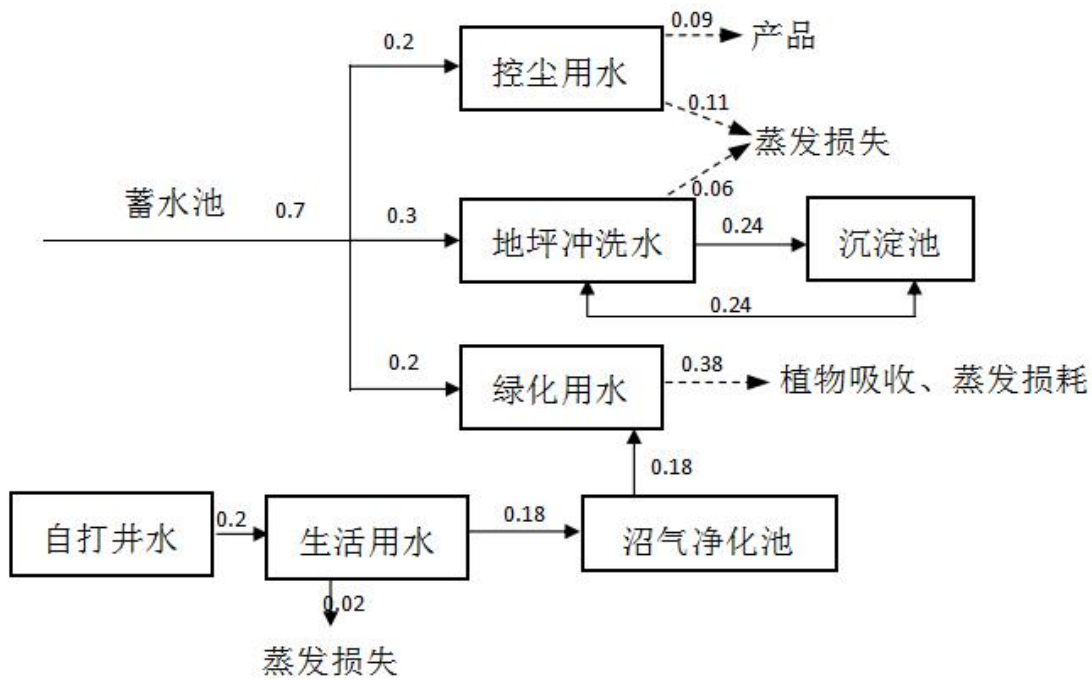 0.09
产品
0.2
控尘用水
0.11
蒸发损失
0.06
蓄水池
0.7
0.3
地坪冲洗水
0.24
沉淀池
0.24
0.2
绿化用水
0.38
植物吸收、蒸发损耗
0.18
自打井水
0.2
生活用水
0.18
沼气净化池
0.02
蒸发损失